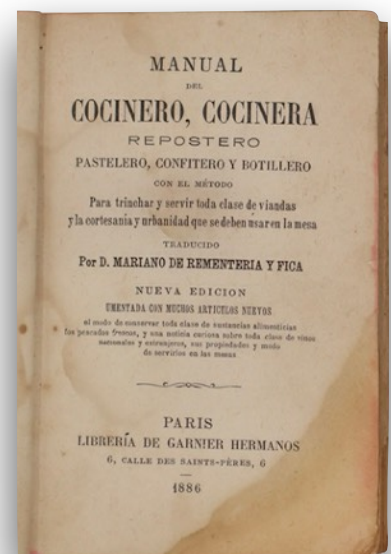 MANUAL
DEL
COCINERO, COCINERA
REPOSTERO
PASTELERO, CONFITERO Y BOTILLERO
CON EL MÉTODO
Para trinchar y servir toda clase de viandas
y la cortesania y urbanidad que se deben usar en la mesa
TRADUCIDO
Por D. MARIANO DE REMENTERIA Y FICA
NUEVA EDICION
UMENTADA CON MUCHOS ARTICULOS NUEVOS
el modo de conservar toda clase de sustancias alimenticias
los pescados frescos, y una noticia curiosa sobre toda clase de vinos
nacionales y extranjeros, sus propiedades y modo
de servirlos en las mesas
PARIS
LIBRERÍA DE GARNIER HERMANOS
6, CALLE DES SAINTS-PÈRES, 6
1886